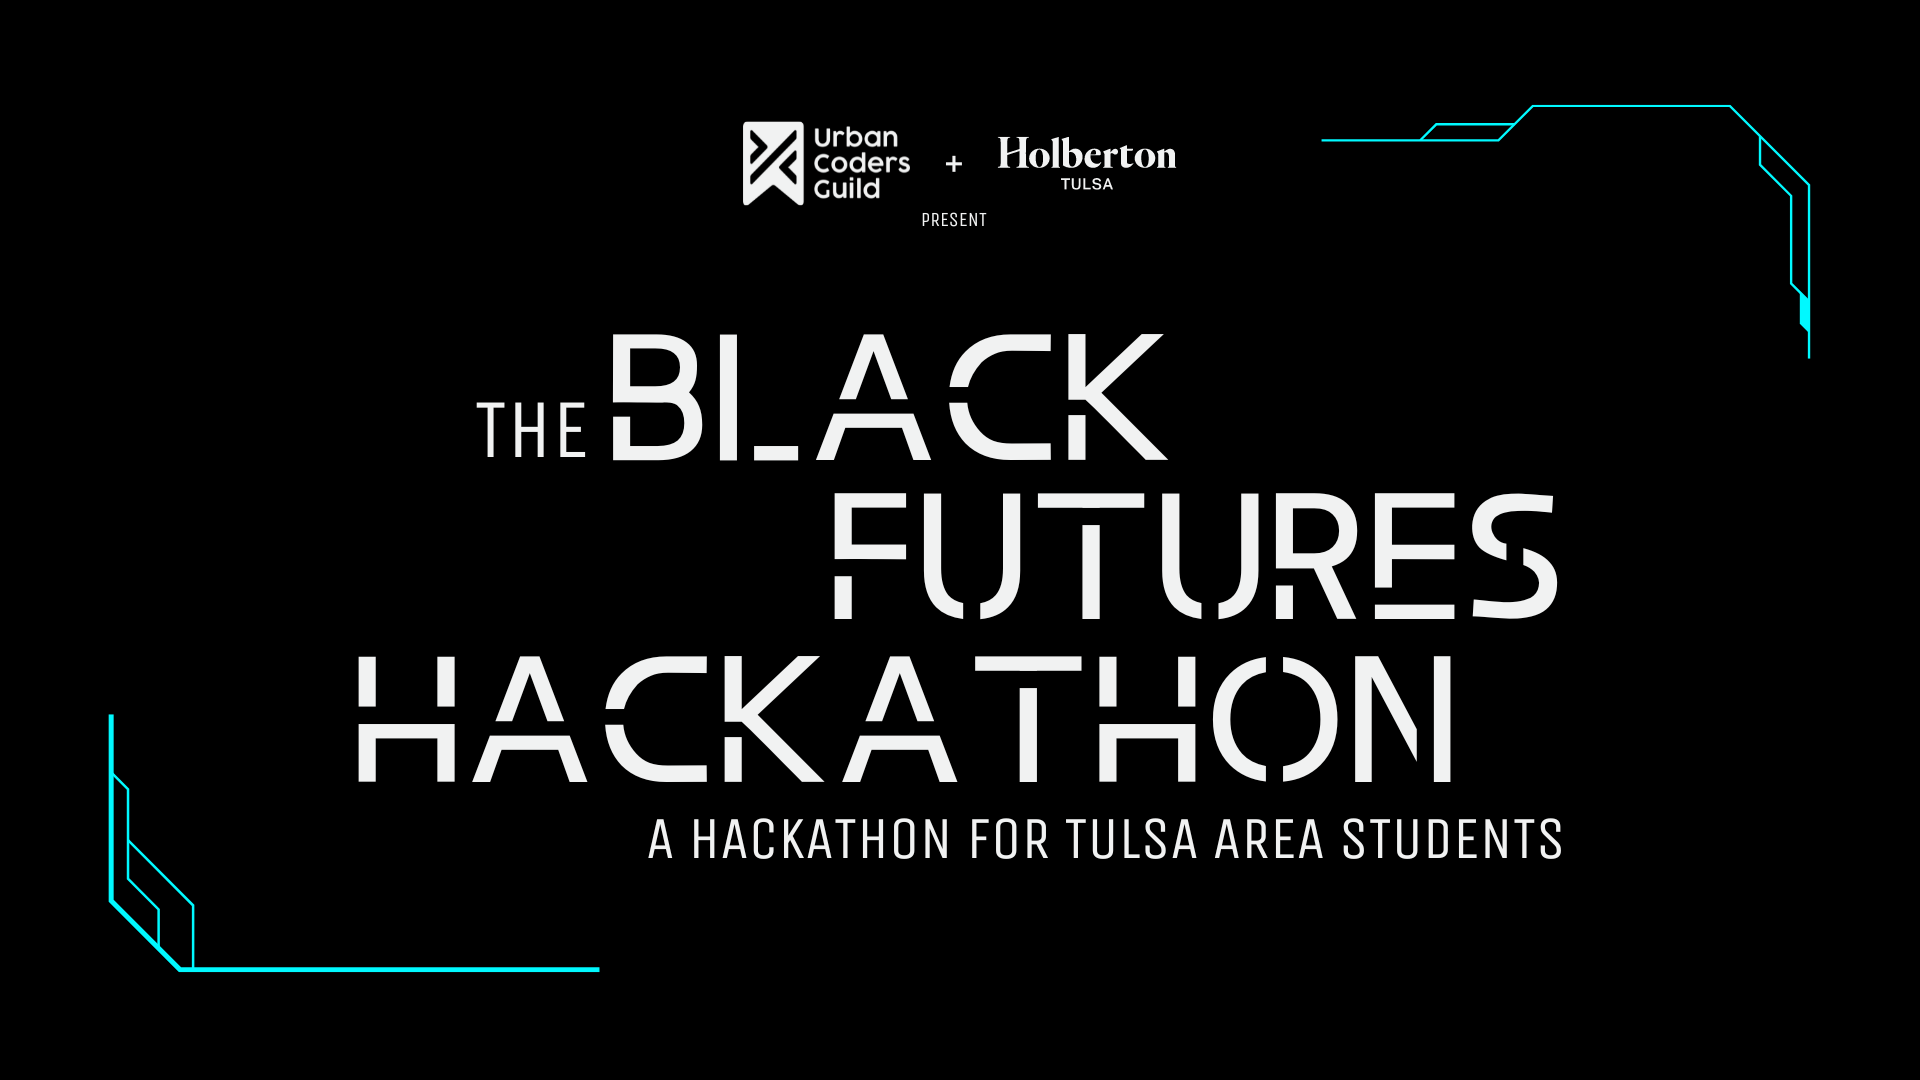 Urban
Coders
Guild
+
Holberton
TULSA
PRESENT
THE BLACK
FUTURES
HACKATHON
A HACKATHON FOR TULSA AREA STUDENTS